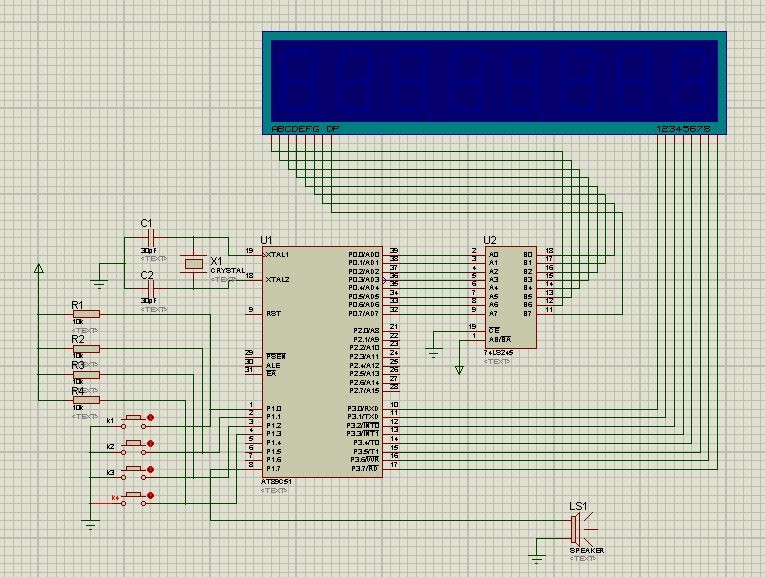 ABCDEFG DP
12345678
C1
30pF
<TEXT>
X1
CRYSTAL
<TEXT>
C2
30pF
<TEXT>
R1
10k
<TEXT>
R2
10k
<TEXT>
R3
10k
<TEXT>
R4
10k
<TEXT>
k1
k2
k3
k4
U1
19 XTAL1
18 XTAL2
9 RST
29 PSEN
30 ALE
31 EA
1 P1.0
2 P1.1
3 P1.2
4 P1.3
5 P1.4
6 P1.5
7 P1.6
8 P1.7
P0.0/AD0 39
P0.1/AD1 38
P0.2/AD2 37
P0.3/AD3 36
P0.4/AD4 35
P0.5/AD5 34
P0.6/AD6 33
P0.7/AD7 32
P2.0/A8 21
P2.1/A9 22
P2.2/A10 23
P2.3/A11 24
P2.4/A12 25
P2.5/A13 26
P2.6/A14 27
P2.7/A15 28
P3.0/RXD 10
P3.1/TXD 11
P3.2/INT0 12
P3.3/INT1 13
P3.4/T0 14
P3.5/T1 15
P3.6/WR 16
P3.7/RD 17
AT89C51
<TEXT>
U2
2 A0 B0 18
3 A1 B1 17
4 A2 B2 16
5 A3 B3 15
6 A4 B4 14
7 A5 B5 13
8 A6 B6 12
9 A7 B7 11
19 CE
1 AB/BA
74LS245
<TEXT>
LS1
SPEAKER
<TEXT>